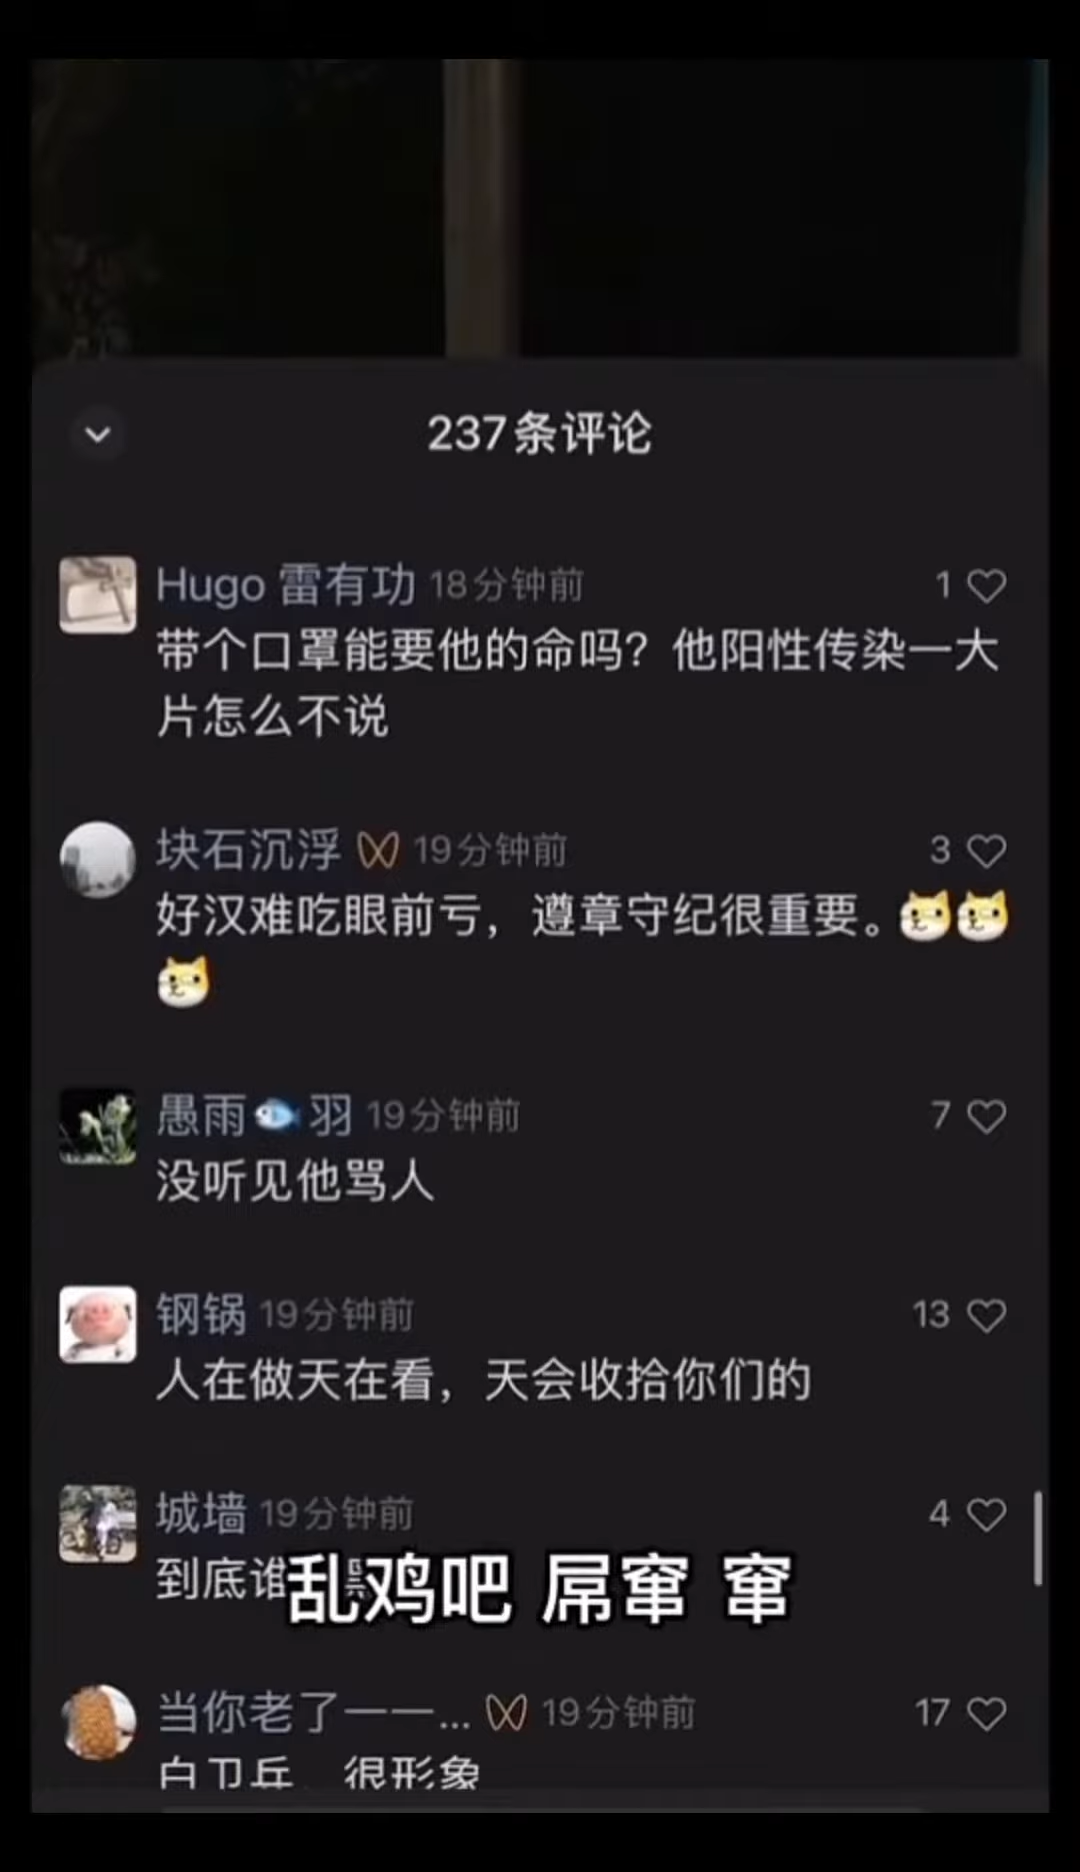 237条评论
Hugo 雷有功 18分钟前 1
带个口罩能要他的命吗？他阳性传染一大
片怎么不说
块石沉浮 19分钟前 3
好汉难吃眼前亏，遵章守纪很重要。
愚雨🐟羽 19分钟前 7
没听见他骂人
钢锅 19分钟前 13
人在做天在看，天会收拾你们的
城墙 19分钟前 4
到底谁
乱鸡吧 屌窜 窜
当你老了一一... 19分钟前 17
白卫兵 很形象